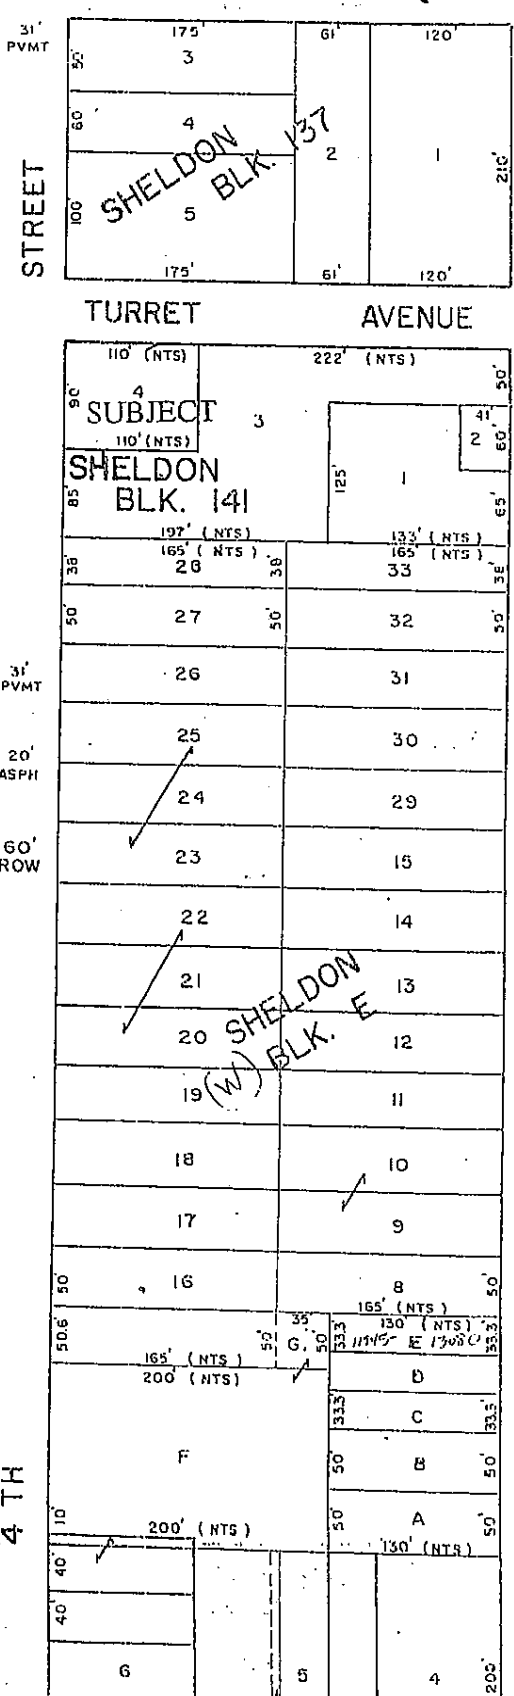 31'
PVMT
175'
61'
120'
50'
3
60'
4
SHELDON
BLK. 137
2
1
210'
100'
5
STREET
175'
61'
120'
TURRET AVENUE
110' (NTS)
222' (NTS)
50'
90'
4
SUBJECT
3
41'
2
60'
110' (NTS)
SHELDON
BLK. 141
85'
125'
1
65'
197' (NTS)
133' (NTS)
165' (NTS)
165' (NTS)
38'
28
38'
33
38'
50'
27
50'
32
50'
31'
PVMT
26
31
25
30
20'
ASPH
24
29
60'
ROW
23
15
22
14
21
13
SHELDON
(W) BLK. E
20
12
19
11
18
10
17
9
50'
16
8
50'
165' (NTS)
50.6'
50'
35'
G.
50'
33.3'
130' (NTS)
33.3'
E
165' (NTS)
200' (NTS)
D
33.3'
C
33.3'
F
50'
B
50'
4 TH
10'
50'
A
50'
200' (NTS)
130' (NTS)
40'
40'
6
5
4
200'